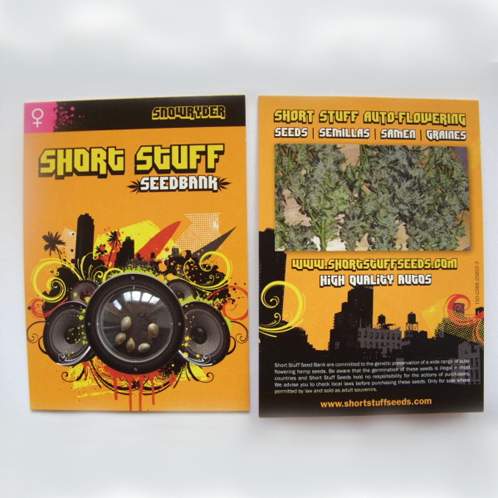 SNOWRYDER
SHORT STUFF
SEEDBANK
SHORT STUFF AUTO-FLOWERING
SEEDS | SEMILLAS | SAMEN | GRAINES
WWW.SHORTSTUFFSEEDS.COM
HIGH QUALITY AUTOS
Short Stuff Seed Bank are committed to the genetic preservation of a wide range of auto
flowering hemp seeds. Be aware that the germination of these seeds is illegal in most
countries and Short Stuff Seeds hold no responsibility for the actions of purchasers.
We advise you to check local laws before purchasing these seeds. Only for sale where
permitted by law and sold as adult souvenirs.
www.shortstuffseeds.com